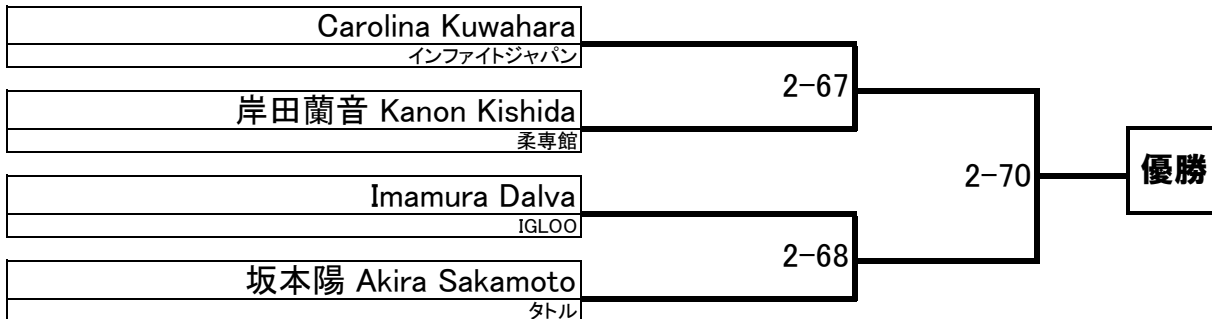 Carolina Kuwahara
インファイトジャパン
2-67
岸田蘭音 Kanon Kishida
柔専館
2-70
優勝
Imamura Dalva
IGLOO
2-68
坂本陽 Akira Sakamoto
タトル